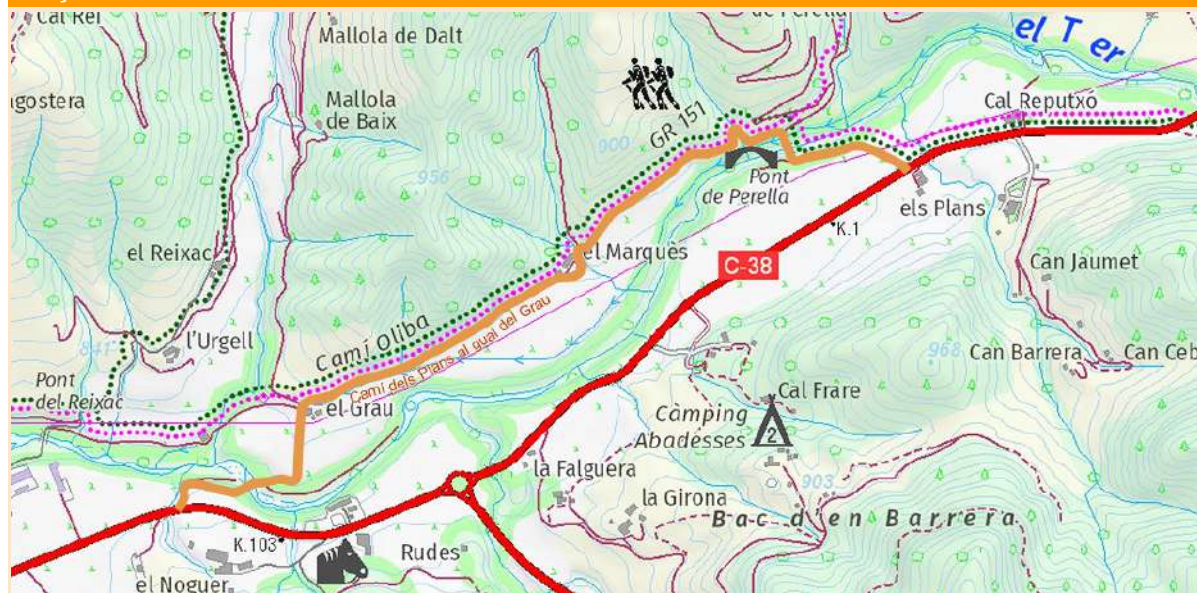 Cal Rei
Mallola de Dalt
de Perella
el Ter
agostera
Mallola
de Baix
Cal Reputxo
GR 151
900
956
Pont
de Perella
els Plans
K.1
el Reixac
el Marquès
C-38
Can Jaumet
Camí Oliba
Camí dels Plans al gual del Grau
841
l'Urgell
968
Can Barrera
Can Ceb
Pont
del Reixac
el Grau
Cal Frare
Càmping
Abadesses
2
la Falguera
903
la Girona
Bac d'en Barrera
K.103
Rudes
el Noguer